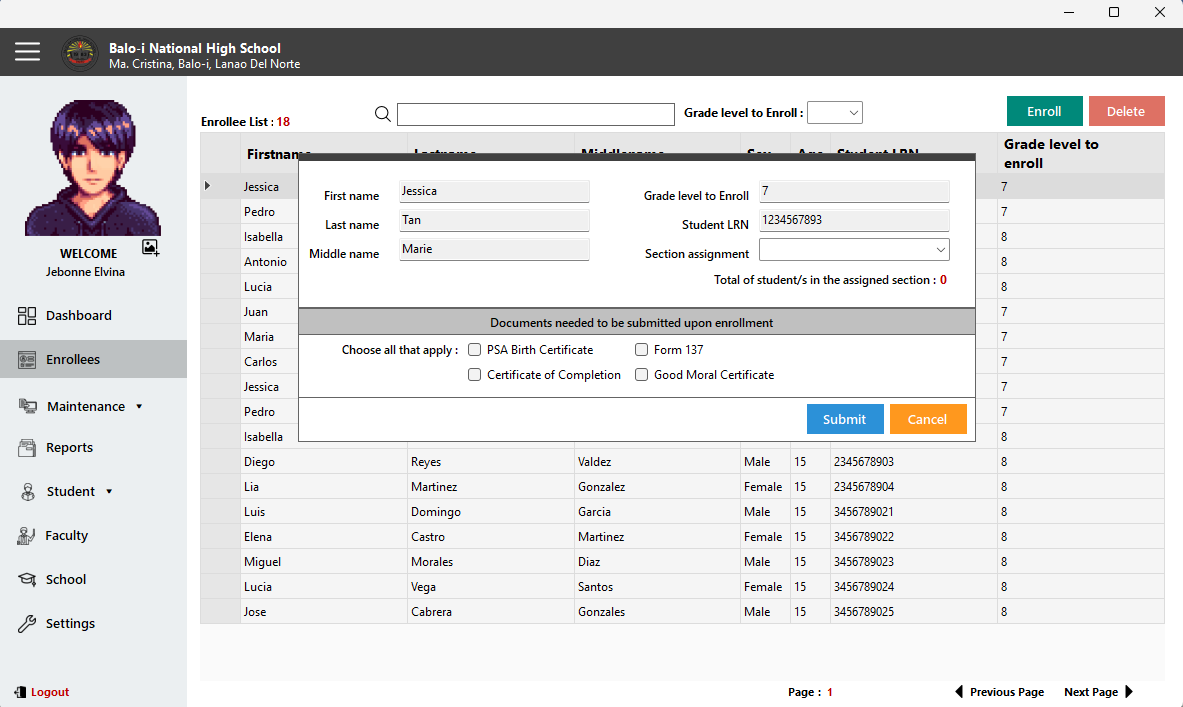 Balo-i National High School
Ma. Cristina, Balo-i, Lanao Del Norte
WELCOME
Jebonne Elvina
Dashboard
Enrollees
Maintenance
Reports
Student
Faculty
School
Settings
Logout
Enrollee List : 18
Grade level to Enroll :
Enroll Delete
Firstname Lastname Middlename Sex Age Student LRN Grade level to enroll
Jessica 7
Pedro 7
Isabella 8
Antonio 8
Lucia 8
Juan 7
Maria 7
Carlos 7
Jessica 7
Pedro 7
Isabella 8
Diego Reyes Valdez Male 15 2345678903 8
Lia Martinez Gonzalez Female 15 2345678904 8
Luis Domingo Garcia Male 15 3456789021 8
Elena Castro Martinez Female 15 3456789022 8
Miguel Morales Diaz Male 15 3456789023 8
Lucia Vega Santos Female 15 3456789024 8
Jose Cabrera Gonzales Male 15 3456789025 8
First name Jessica Grade level to Enroll 7
Last name Tan Student LRN 1234567893
Middle name Marie Section assignment
Total of student/s in the assigned section : 0
Documents needed to be submitted upon enrollment
Choose all that apply : PSA Birth Certificate Form 137
Certificate of Completion Good Moral Certificate
Submit Cancel
Page : 1 Previous Page Next Page